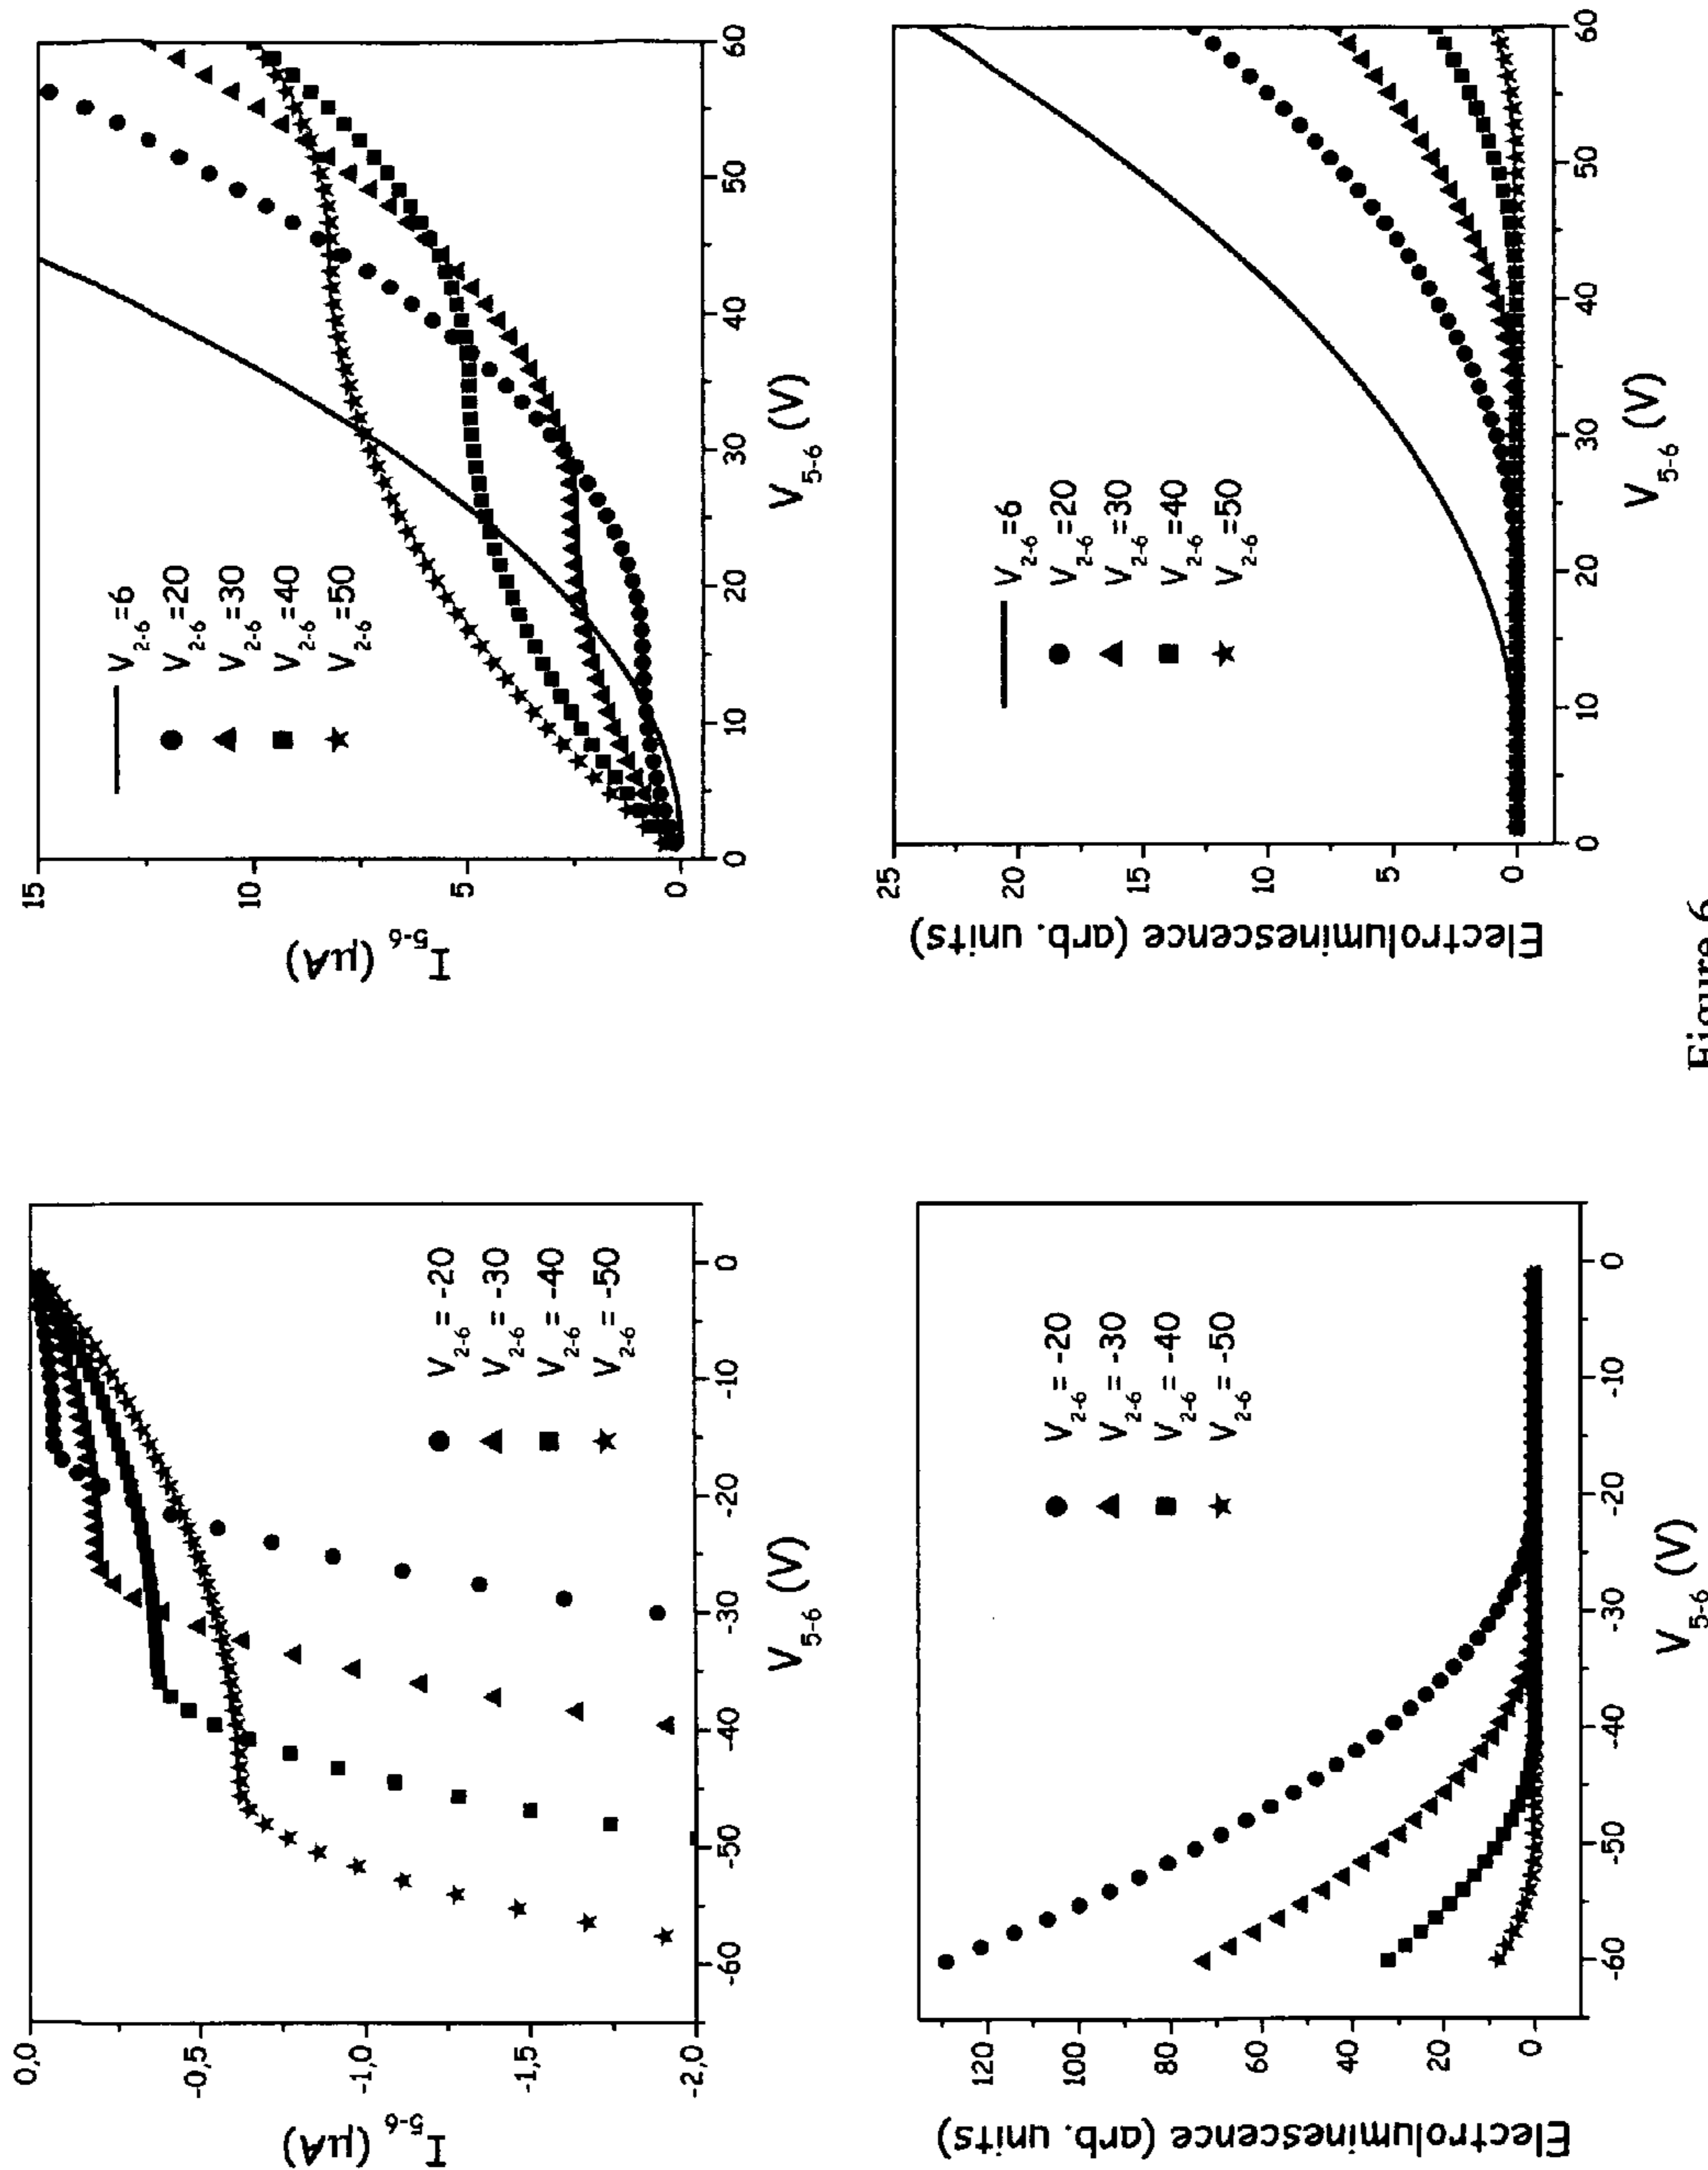 I₅₋₆ (μA)
0,0
-0,5
-1,0
-1,5
-2,0
V₂₋₆= -20
V₂₋₆= -30
V₂₋₆= -40
V₂₋₆= -50
-60 -50 -40 -30 -20 -10 0
V₅₋₆ (V)
I₅₋₆ (μA)
15
10
5
0
V₂₋₆=6
V₂₋₆=20
V₂₋₆=30
V₂₋₆=40
V₂₋₆=50
0 10 20 30 40 50 60
V₅₋₆ (V)
Electroluminescence (arb. units)
120
100
80
60
40
20
0
V₂₋₆= -20
V₂₋₆= -30
V₂₋₆= -40
V₂₋₆= -50
-60 -50 -40 -30 -20 -10 0
V₅₋₆ (V)
Electroluminescence (arb. units)
25
20
15
10
5
0
V₂₋₆=6
V₂₋₆=20
V₂₋₆=30
V₂₋₆=40
V₂₋₆=50
0 10 20 30 40 50 60
V₅₋₆ (V)
Figure 6